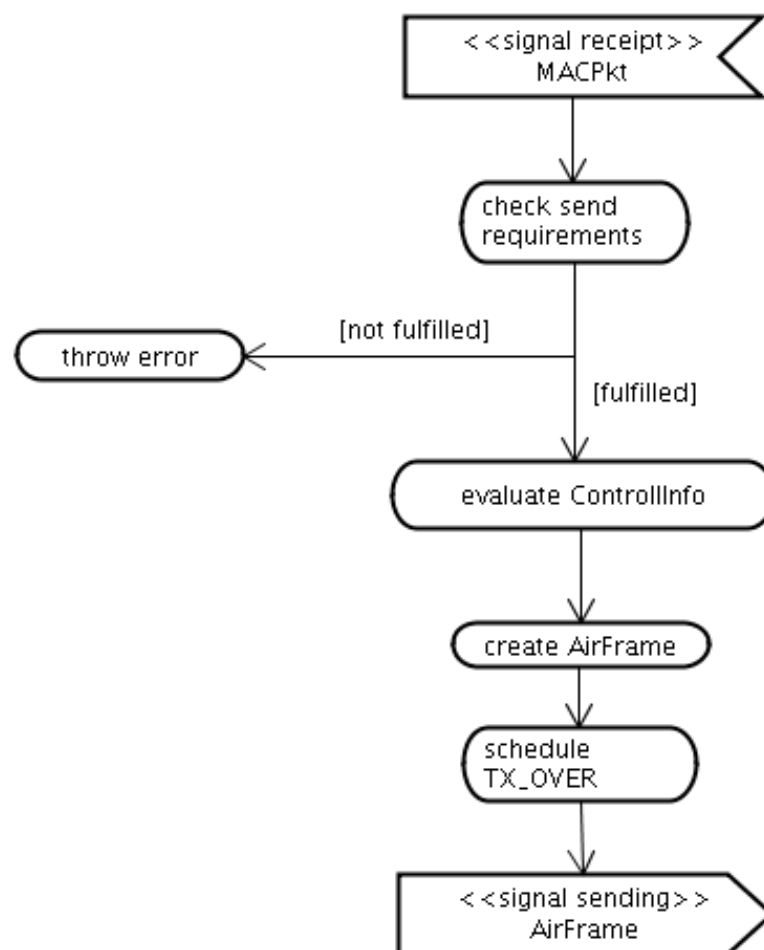 <<signal receipt>>
MACPkt
check send
requirements
[not fulfilled]
throw error
[fulfilled]
evaluate ControllInfo
create AirFrame
schedule
TX_OVER
<<signal sending>>
AirFrame